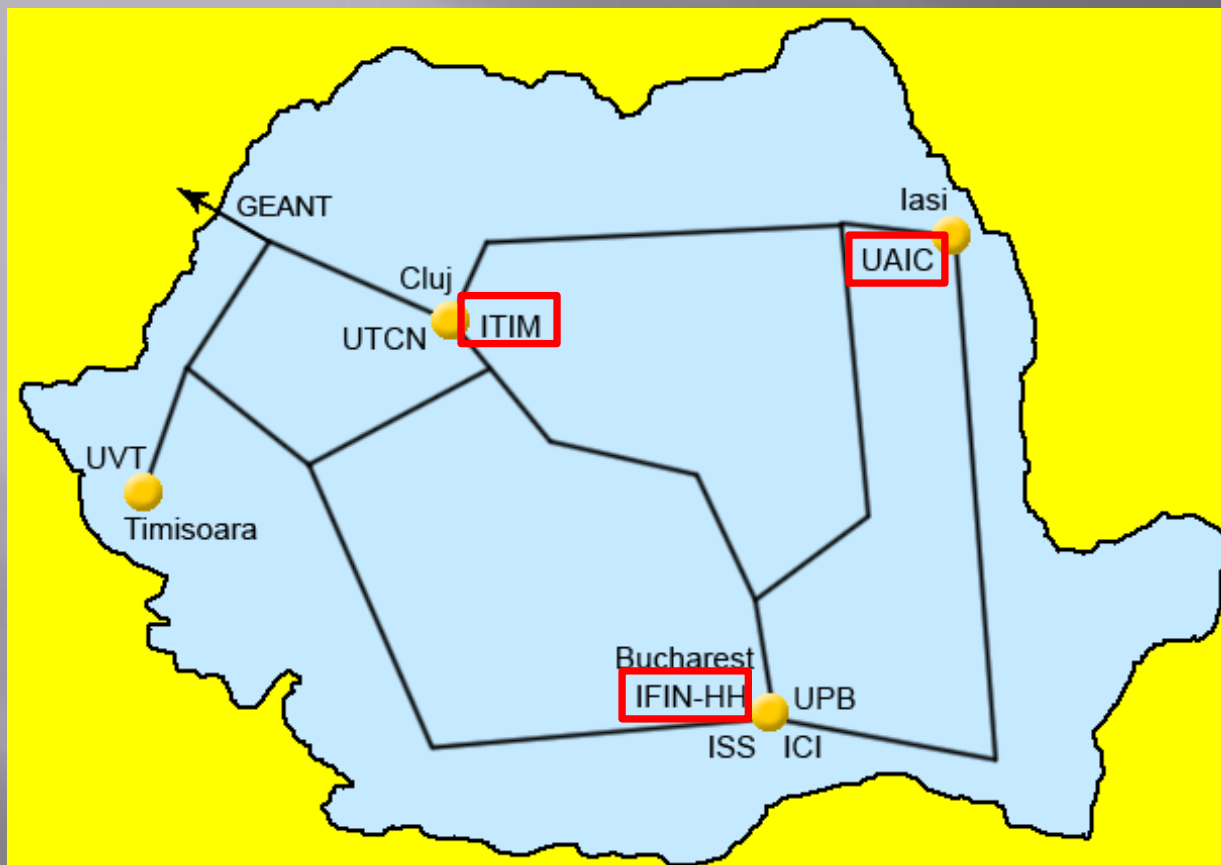 GEANT
Iasi
UAIC
Cluj
ITIM
UTCN
UVT
Timisoara
Bucharest
IFIN-HH UPB
ISS ICI